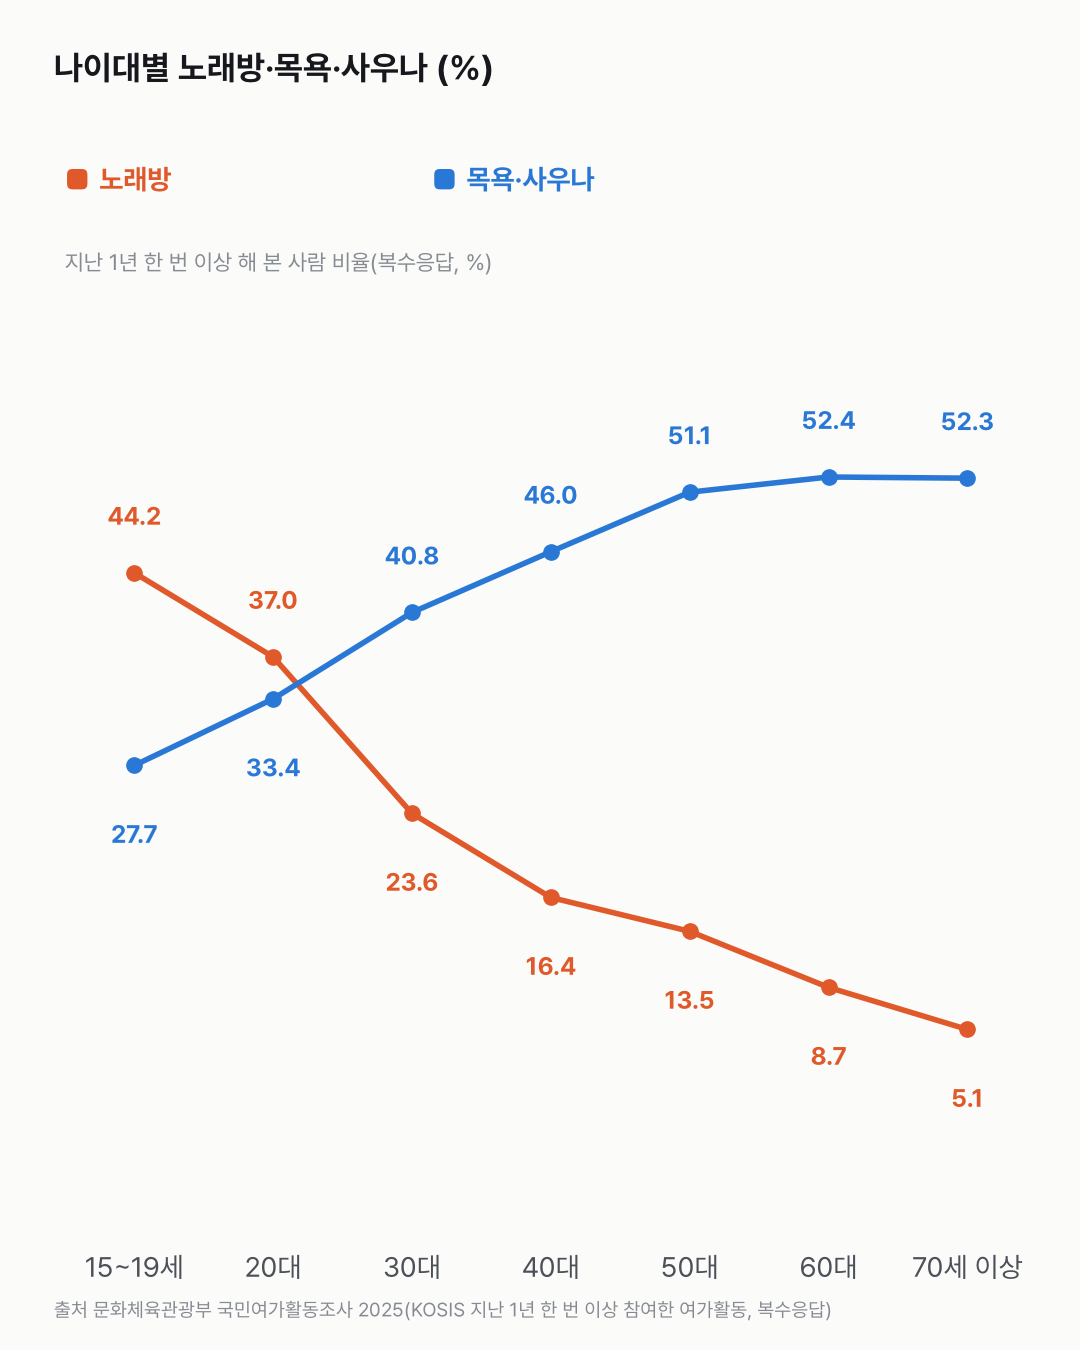 나이대별 노래방·목욕·사우나 (%)
노래방 목욕·사우나
지난 1년 한 번 이상 해 본 사람 비율(복수응답, %)
44.2 37.0 23.6 16.4 13.5 8.7 5.1
27.7 33.4 40.8 46.0 51.1 52.4 52.3
15~19세 20대 30대 40대 50대 60대 70세 이상
출처 문화체육관광부 국민여가활동조사 2025(KOSIS 지난 1년 한 번 이상 참여한 여가활동, 복수응답)